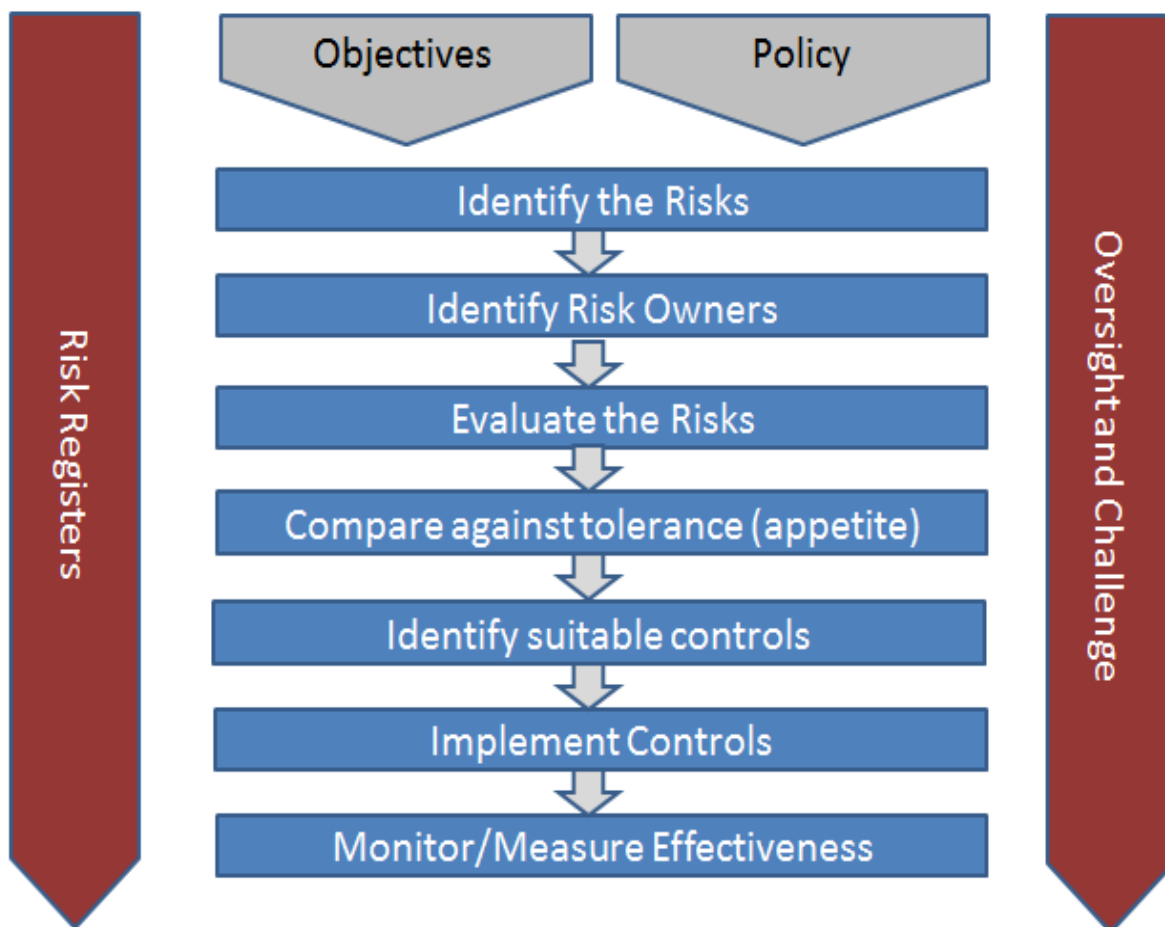 Objectives
Policy
Identify the Risks
Identify Risk Owners
Evaluate the Risks
Compare against tolerance (appetite)
Identify suitable controls
Implement Controls
Monitor/Measure Effectiveness
Risk Registers
Oversight and Challenge